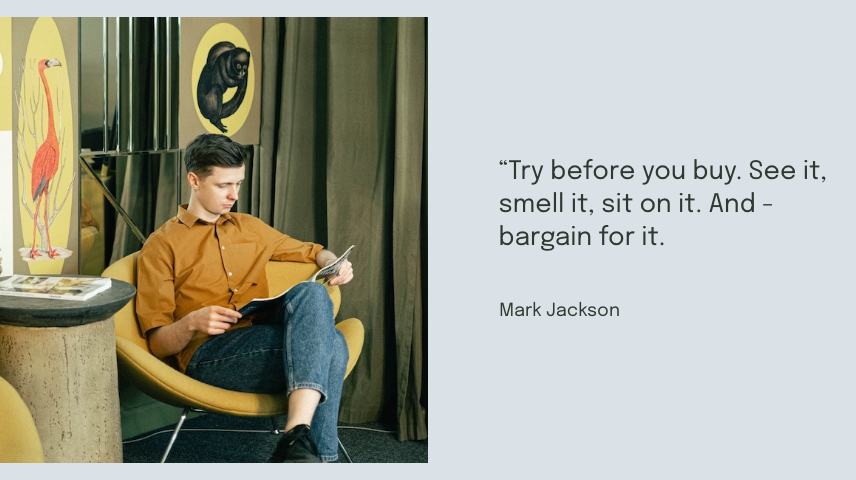 “Try before you buy. See it,
smell it, sit on it. And –
bargain for it.
Mark Jackson